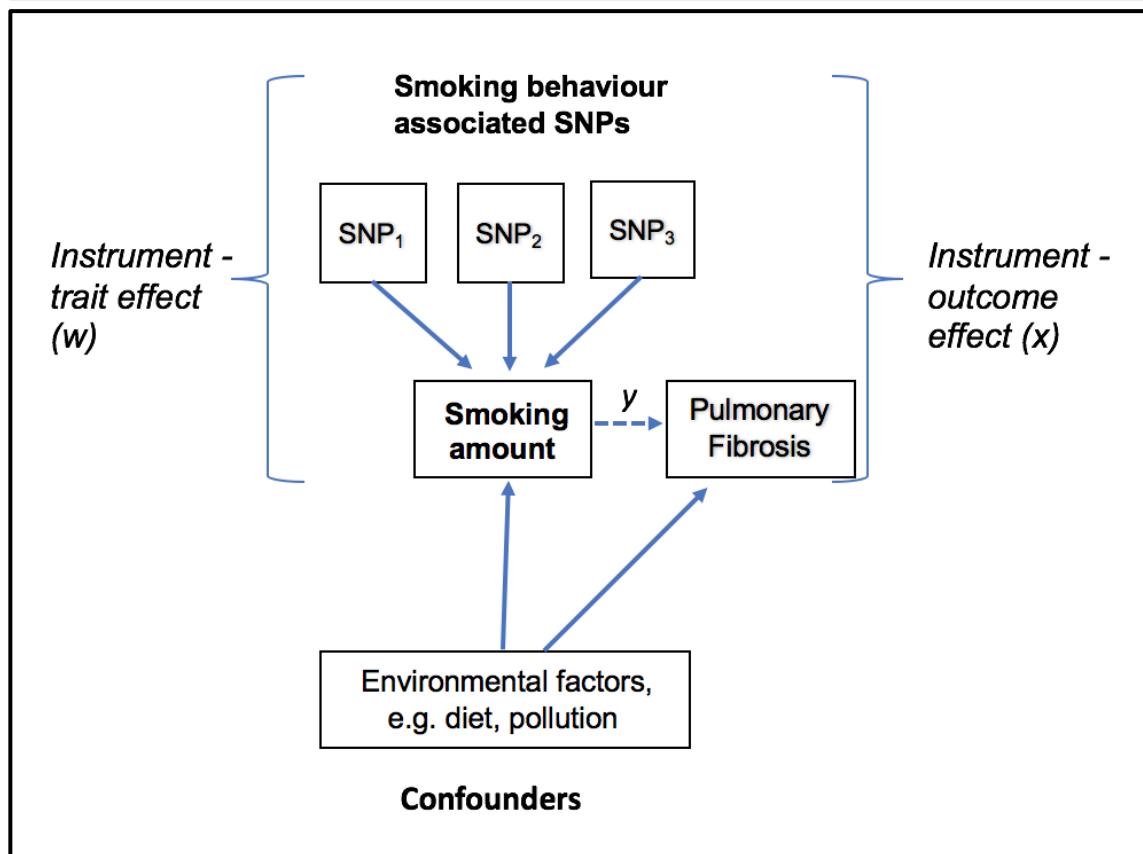 Smoking behaviour
associated SNPs
SNP₁
SNP₂
SNP₃
Instrument -
trait effect
(w)
Instrument -
outcome
effect (x)
Smoking
amount
y
Pulmonary
Fibrosis
Environmental factors,
e.g. diet, pollution
Confounders